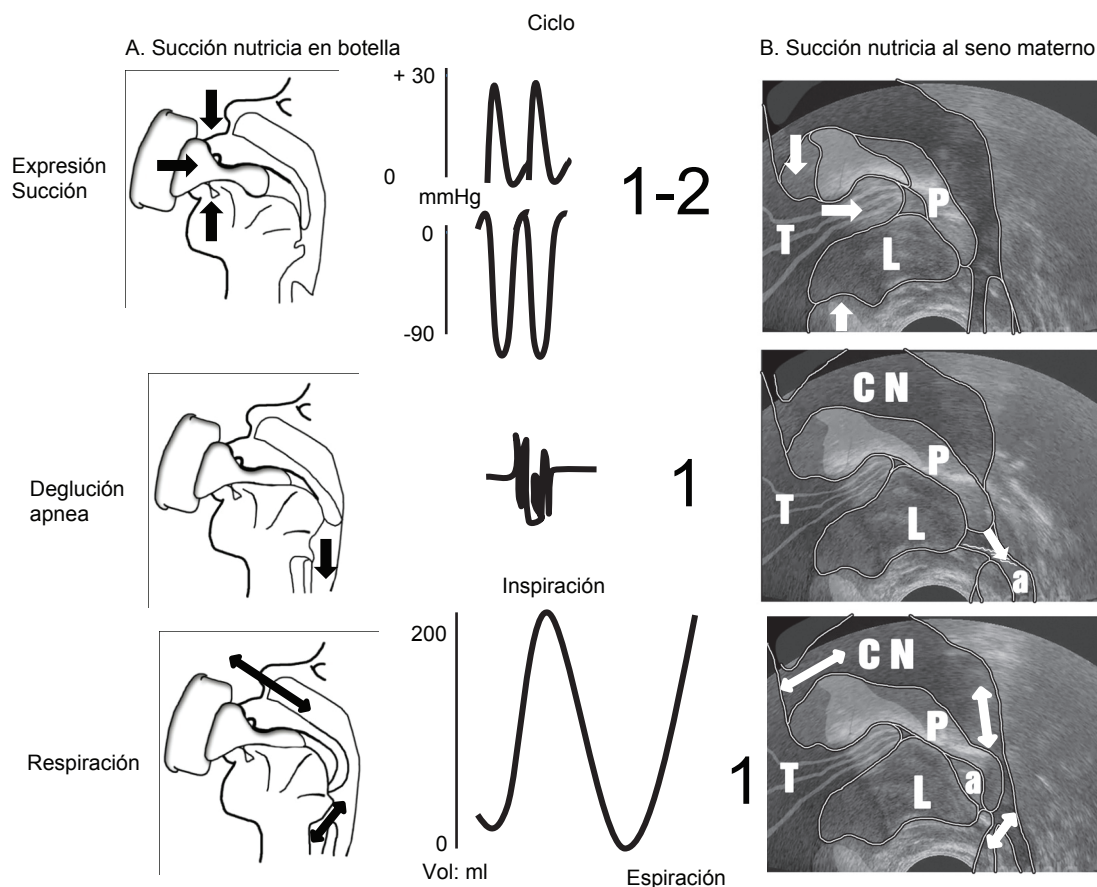 Ciclo
A. Succión nutricia en botella
B. Succión nutricia al seno materno
Expresión
Succión
+ 30
0
mmHg
0
-90
1-2
T
L
P
Deglución
apnea
1
C N
P
T
L
a
Respiración
Inspiración
200
0
Vol: ml
Espiración
1
C N
P
T
L
a